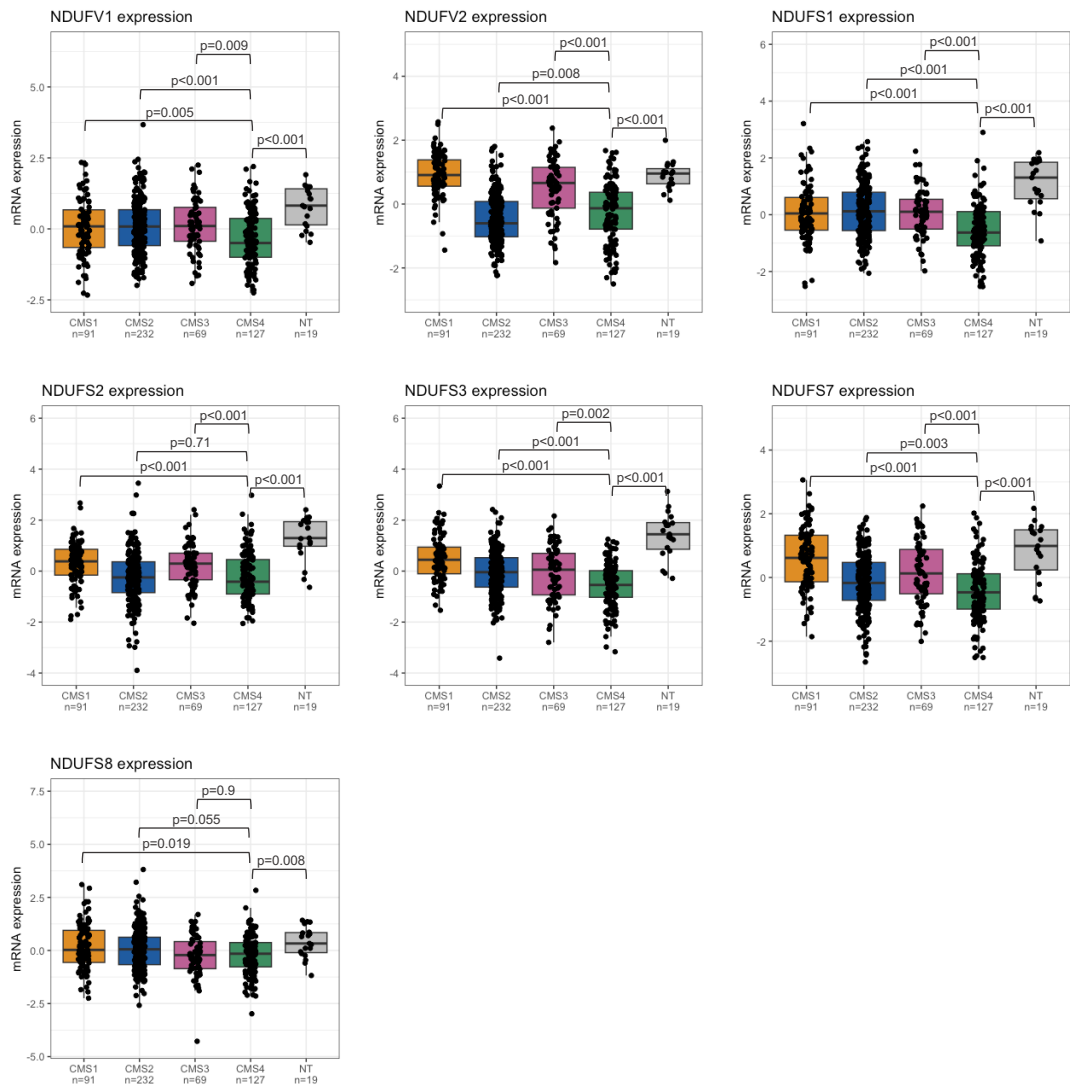 NDUFV1 expression
p=0.009
p<0.001
p=0.005
p<0.001
mRNA expression
5.0
2.5
0.0
-2.5
CMS1 CMS2 CMS3 CMS4 NT
n=91 n=232 n=69 n=127 n=19
NDUFV2 expression
p<0.001
p=0.008
p<0.001
p<0.001
mRNA expression
4
2
0
-2
CMS1 CMS2 CMS3 CMS4 NT
n=91 n=232 n=69 n=127 n=19
NDUFS1 expression
p<0.001
p<0.001
p<0.001
p<0.001
mRNA expression
6
4
2
0
-2
CMS1 CMS2 CMS3 CMS4 NT
n=91 n=232 n=69 n=127 n=19
NDUFS2 expression
p<0.001
p=0.71
p<0.001
p<0.001
mRNA expression
6
4
2
0
-2
-4
CMS1 CMS2 CMS3 CMS4 NT
n=91 n=232 n=69 n=127 n=19
NDUFS3 expression
p=0.002
p<0.001
p<0.001
p<0.001
mRNA expression
6
4
2
0
-2
-4
CMS1 CMS2 CMS3 CMS4 NT
n=91 n=232 n=69 n=127 n=19
NDUFS7 expression
p<0.001
p=0.003
p<0.001
p<0.001
mRNA expression
4
2
0
-2
CMS1 CMS2 CMS3 CMS4 NT
n=91 n=232 n=69 n=127 n=19
NDUFS8 expression
p=0.9
p=0.055
p=0.019
p=0.008
mRNA expression
7.5
5.0
2.5
0.0
-2.5
-5.0
CMS1 CMS2 CMS3 CMS4 NT
n=91 n=232 n=69 n=127 n=19